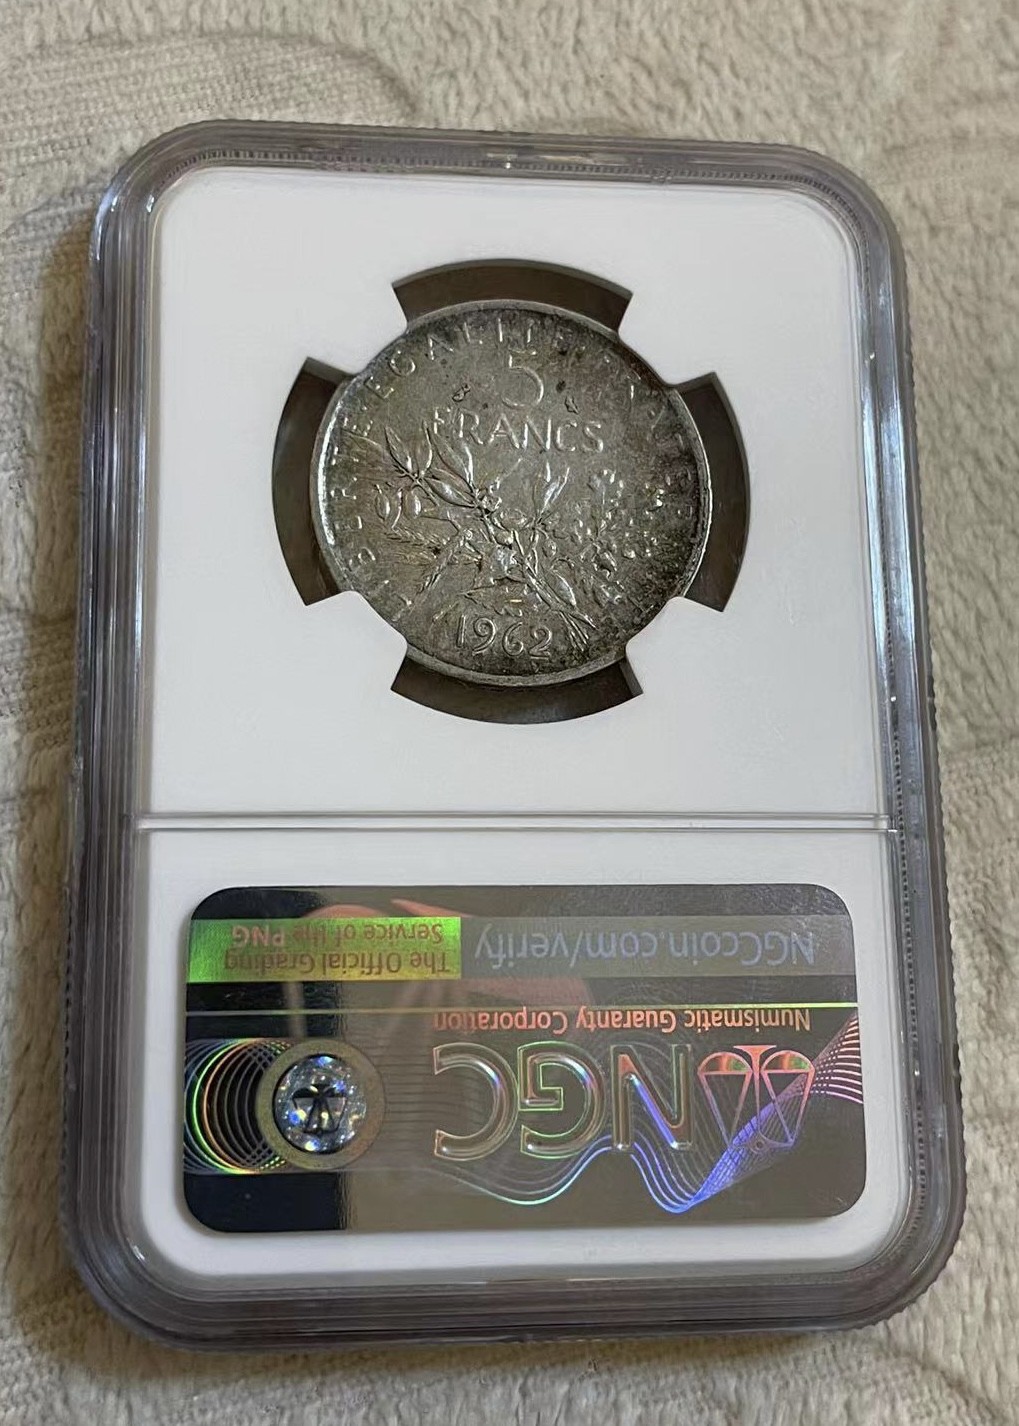 LIBERTE EGALITE
5
FRANCS
1962
NGC
Numismatic Guaranty Corporation
NGCcoin.com/verify
The Official Grading
Service of the PNG